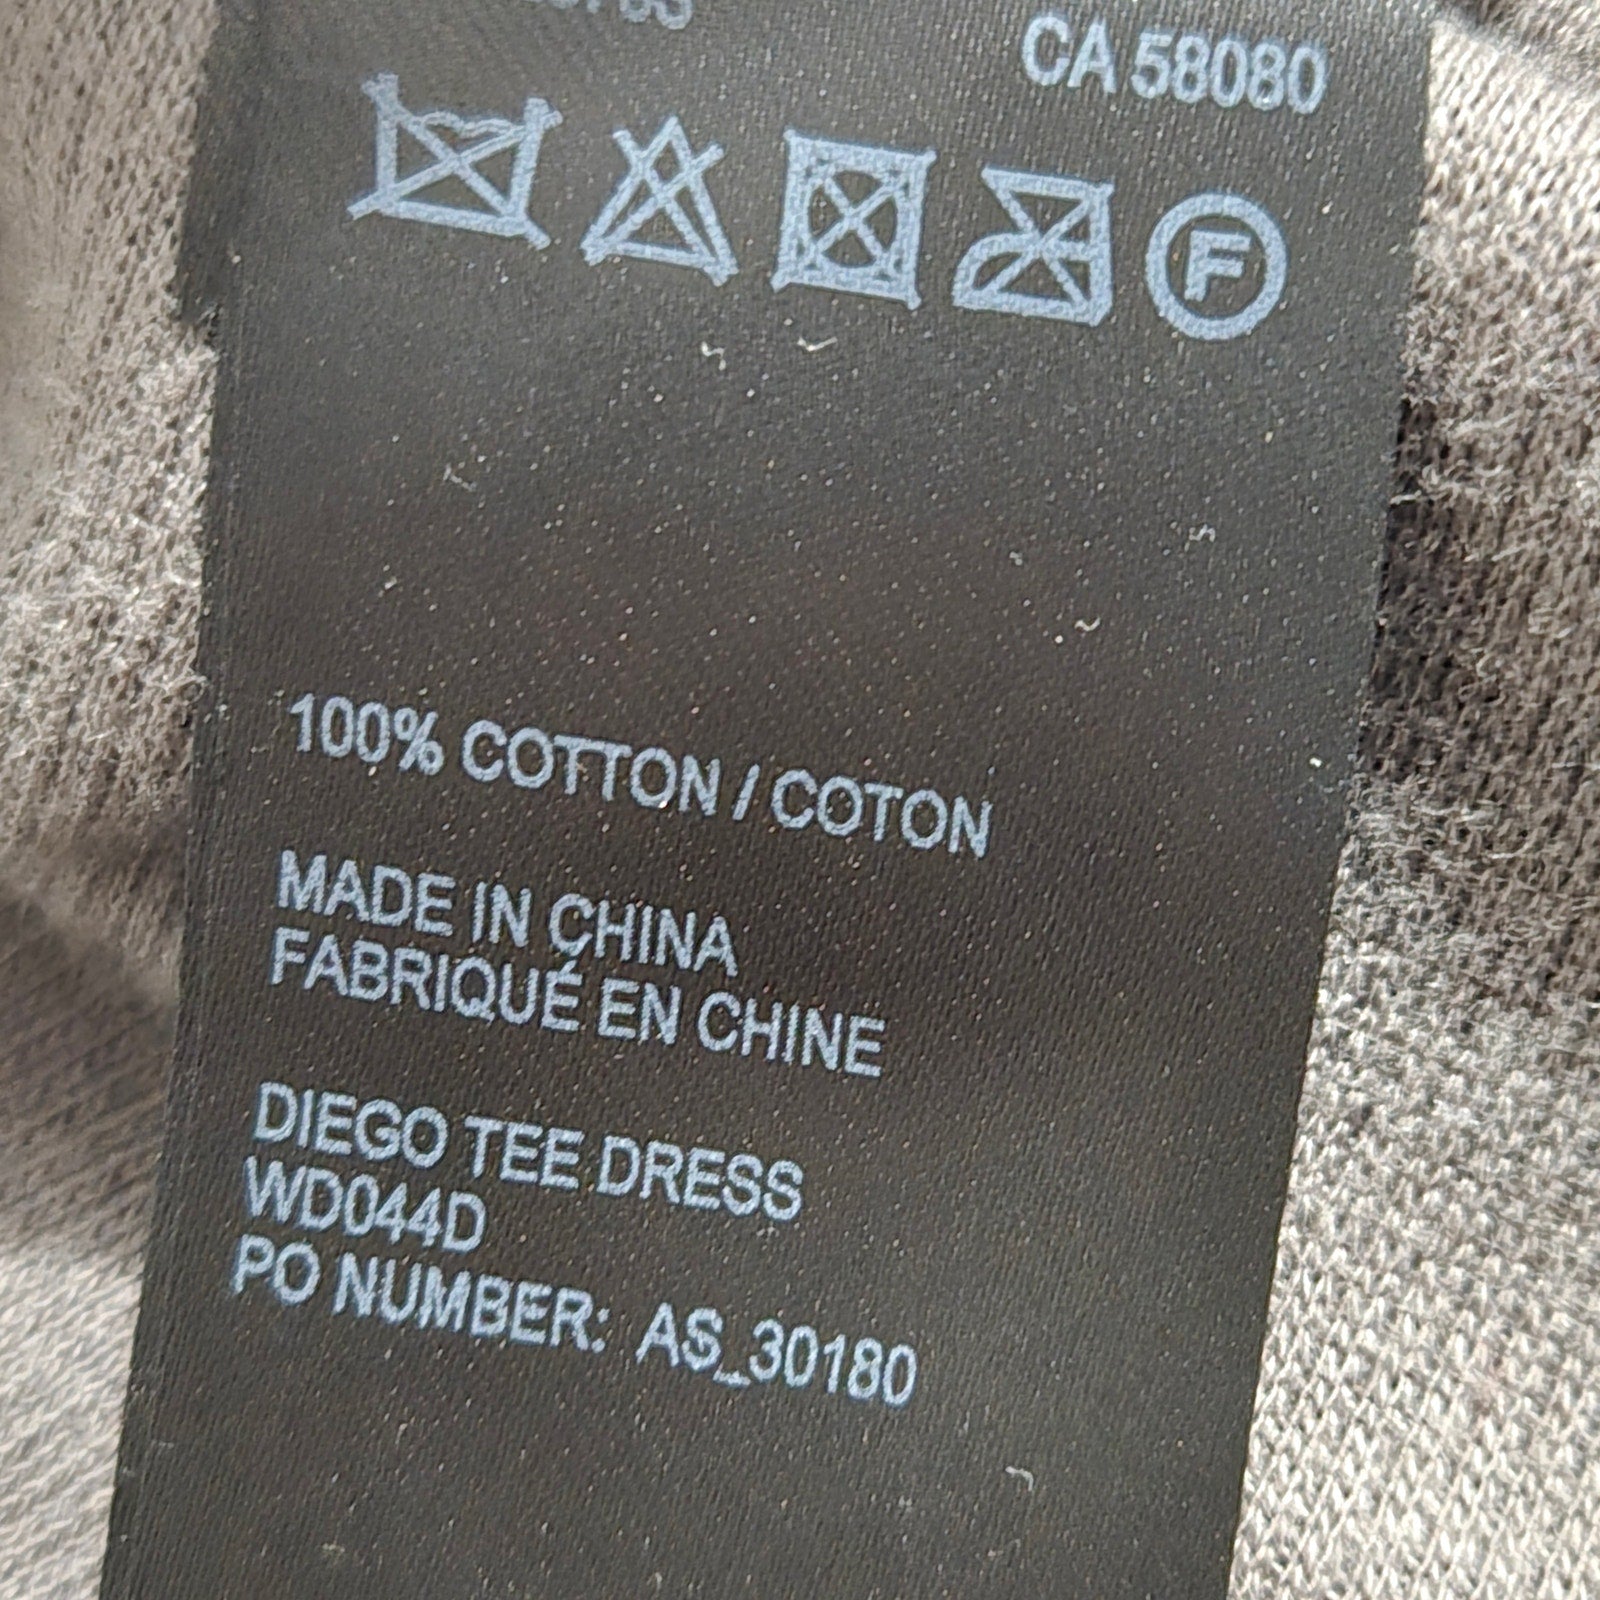 CA 58080
F
100% COTTON / COTON
MADE IN CHINA
FABRIQUÉ EN CHINE
DIEGO TEE DRESS
WD044D
PO NUMBER: AS_30180